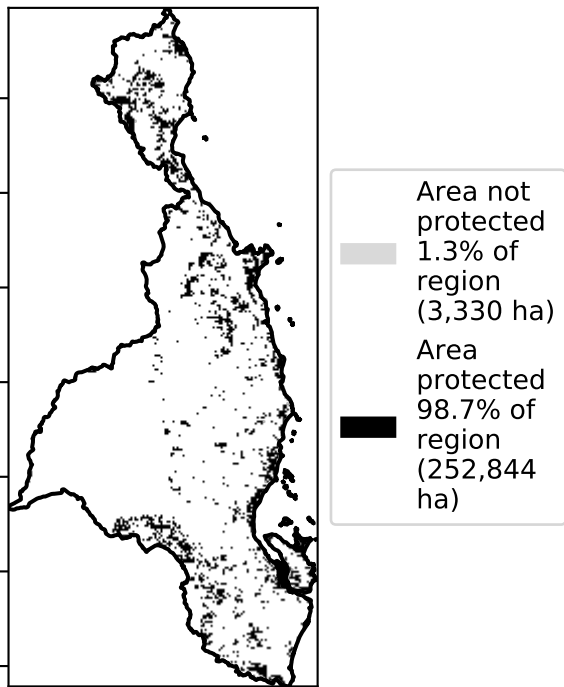 Area not
protected
1.3% of
region
(3,330 ha)
Area
protected
98.7% of
region
(252,844
ha)